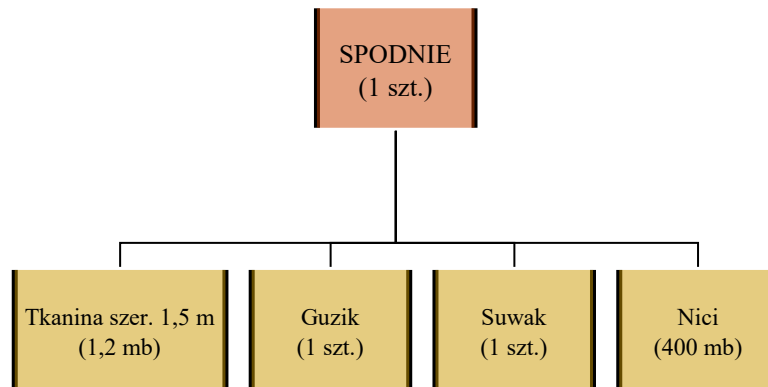 SPODNIE
(1 szt.)
Tkanina szer. 1,5 m
(1,2 mb)
Guzik
(1 szt.)
Suwak
(1 szt.)
Nici
(400 mb)